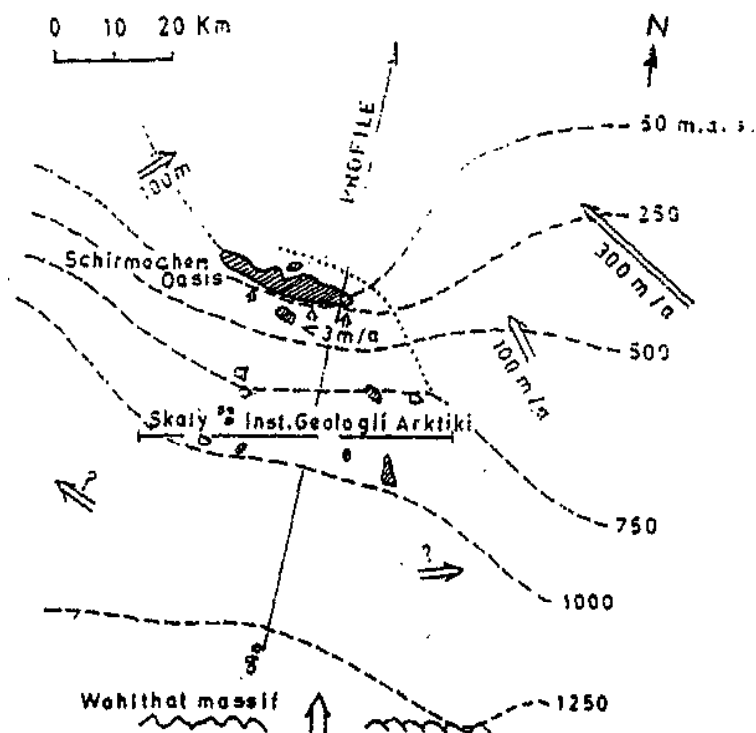 0 10 20 Km
N
PROFILE
50 m.a.s.
100m
250
Schirmacher
Oasis
300 m/a
< 3m/a
100 m/a
500
Skaly
Inst.Geologii Arktiki
?
750
?
1000
Wohlthat massif
1250